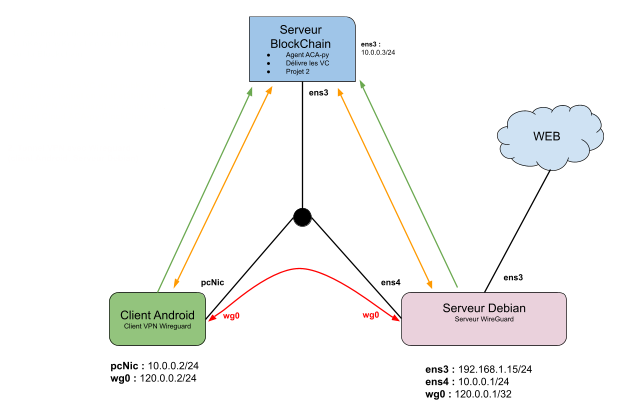 Serveur
BlockChain
● Agent ACA-py
● Délivre les VC
● Projet 2
ens3 :
10.0.0.3/24
ens3
WEB
ens3
pcNic
ens4
wg0
wg0
Client Android
Client VPN Wireguard
Serveur Debian
Serveur WireGuard
pcNic : 10.0.0.2/24
wg0 : 120.0.0.2/24
ens3 : 192.168.1.15/24
ens4 : 10.0.0.1/24
wg0 : 120.0.0.1/32